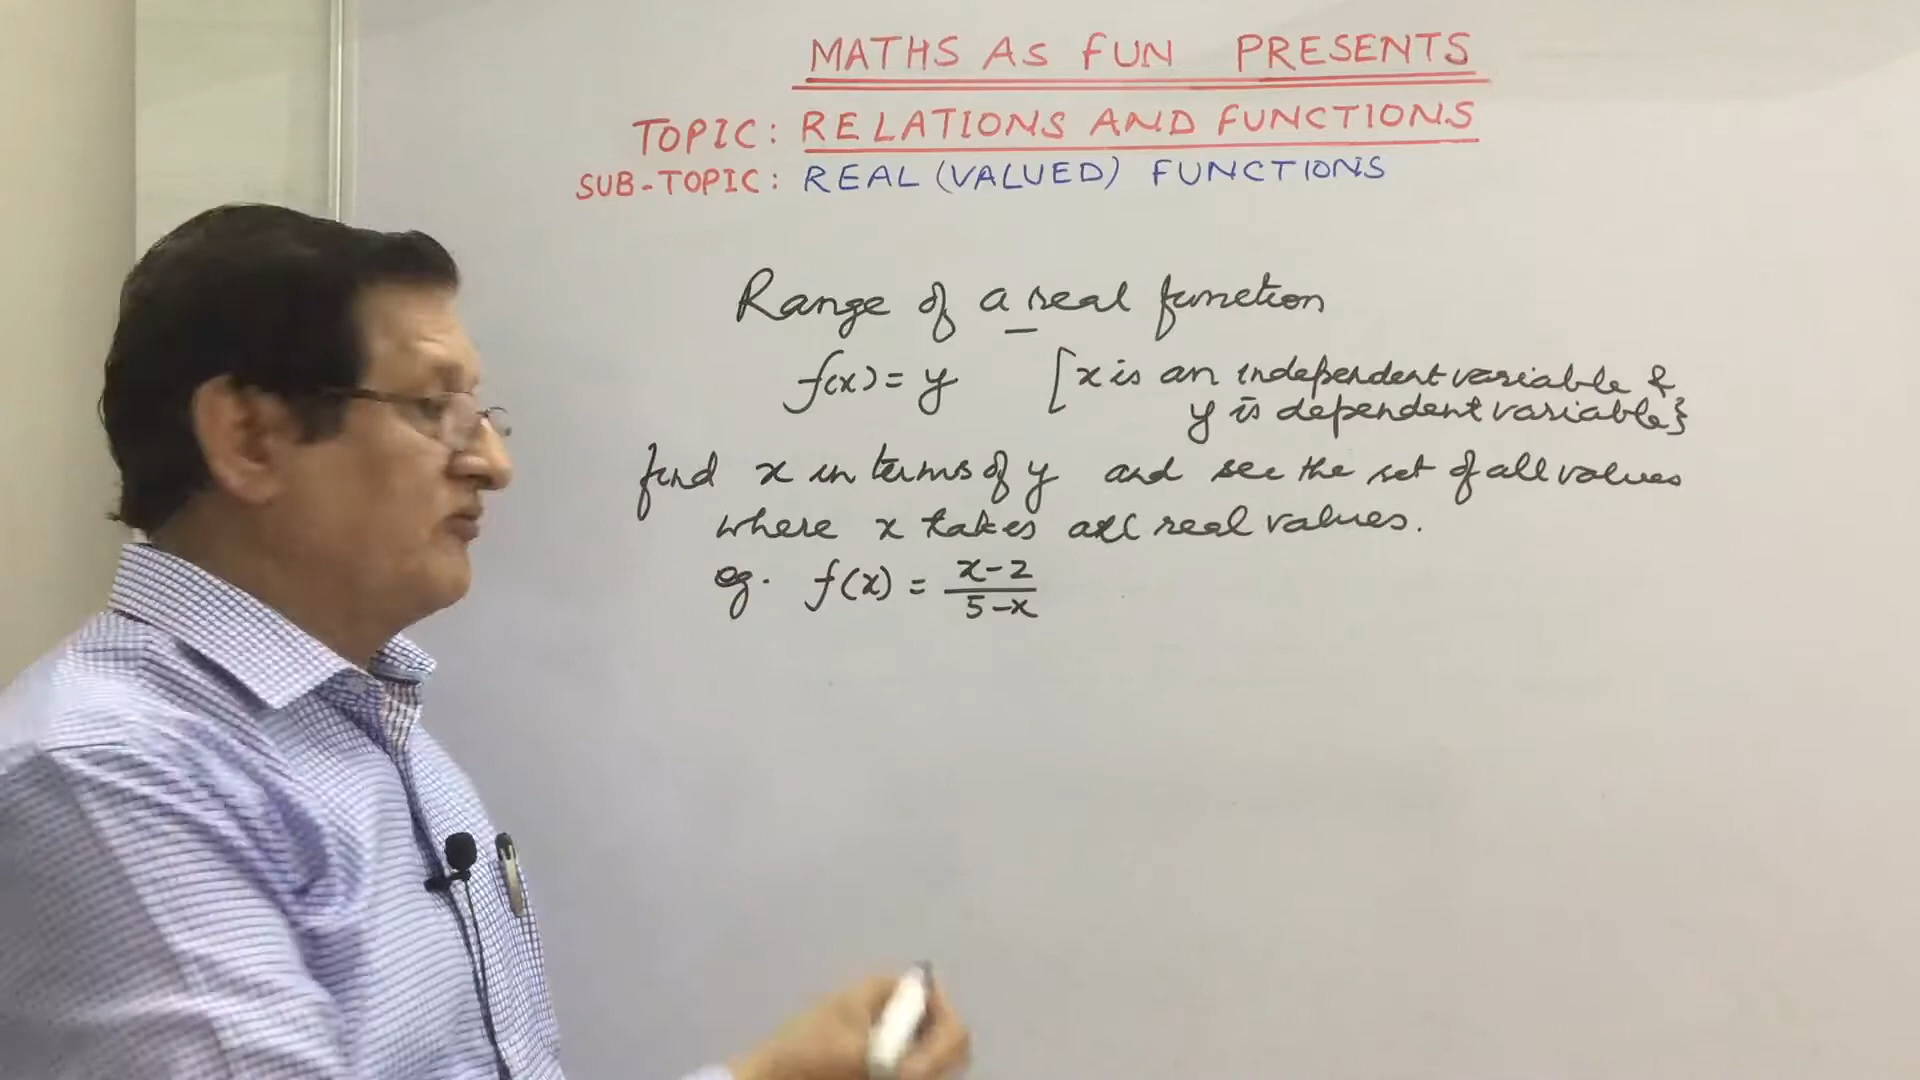 MATHS AS FUN PRESENTS
TOPIC: RELATIONS AND FUNCTIONS
SUB-TOPIC: REAL (VALUED) FUNCTIONS
Range of a real function
f(x) = y [x is an independent variable &
y is dependent variable}
find x in terms of y and see the set of all values
where x takes all real values.
eg. f(x) = x-2
5-x